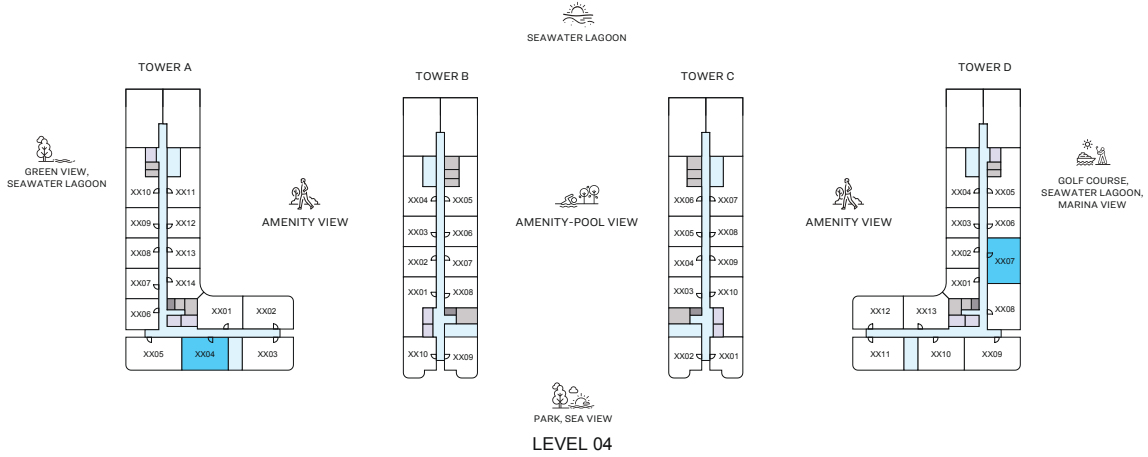 SEAWATER LAGOON
TOWER A
TOWER B
TOWER C
TOWER D
GREEN VIEW,
SEAWATER LAGOON
AMENITY VIEW
AMENITY-POOL VIEW
AMENITY VIEW
GOLF COURSE,
SEAWATER LAGOON,
MARINA VIEW
XX10 XX11
XX09 XX12
XX08 XX13
XX07 XX14
XX06 XX01 XX02
XX05 XX04 XX03
XX04 XX05
XX03 XX06
XX02 XX07
XX01 XX08
XX10 XX09
XX06 XX07
XX05 XX08
XX04 XX09
XX03 XX10
XX02 XX01
XX04 XX05
XX03 XX06
XX02 XX07
XX01
XX12 XX13 XX08
XX11 XX10 XX09
PARK, SEA VIEW
LEVEL 04